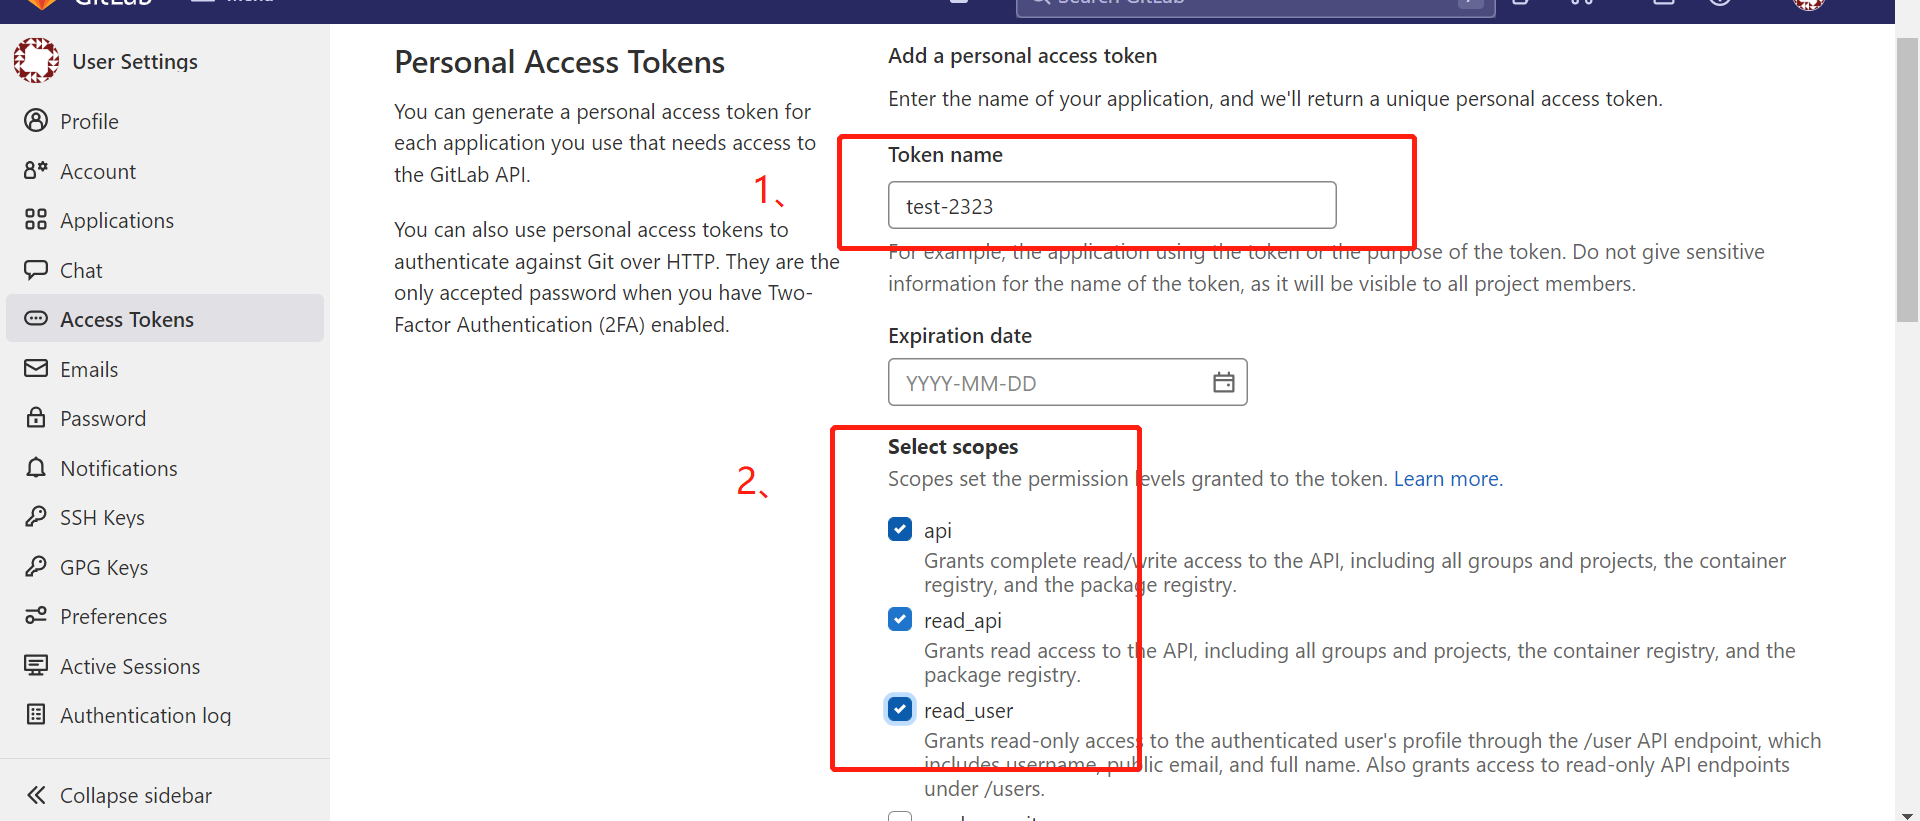 GitLab
Menu
Search GitLab
/
User Settings
Profile
Account
Applications
Chat
Access Tokens
Emails
Password
Notifications
SSH Keys
GPG Keys
Preferences
Active Sessions
Authentication log
Collapse sidebar
Personal Access Tokens
You can generate a personal access token for
each application you use that needs access to
the GitLab API.
You can also use personal access tokens to
authenticate against Git over HTTP. They are the
only accepted password when you have Two-
Factor Authentication (2FA) enabled.
Add a personal access token
Enter the name of your application, and we'll return a unique personal access token.
1、
Token name
test-2323
For example, the application using the token or the purpose of the token. Do not give sensitive
information for the name of the token, as it will be visible to all project members.
Expiration date
YYYY-MM-DD
2、
Select scopes
Scopes set the permission levels granted to the token. Learn more.
api
Grants complete read/write access to the API, including all groups and projects, the container
registry, and the package registry.
read_api
Grants read access to the API, including all groups and projects, the container registry, and the
package registry.
read_user
Grants read-only access to the authenticated user's profile through the /user API endpoint, which
includes username, public email, and full name. Also grants access to read-only API endpoints
under /users.